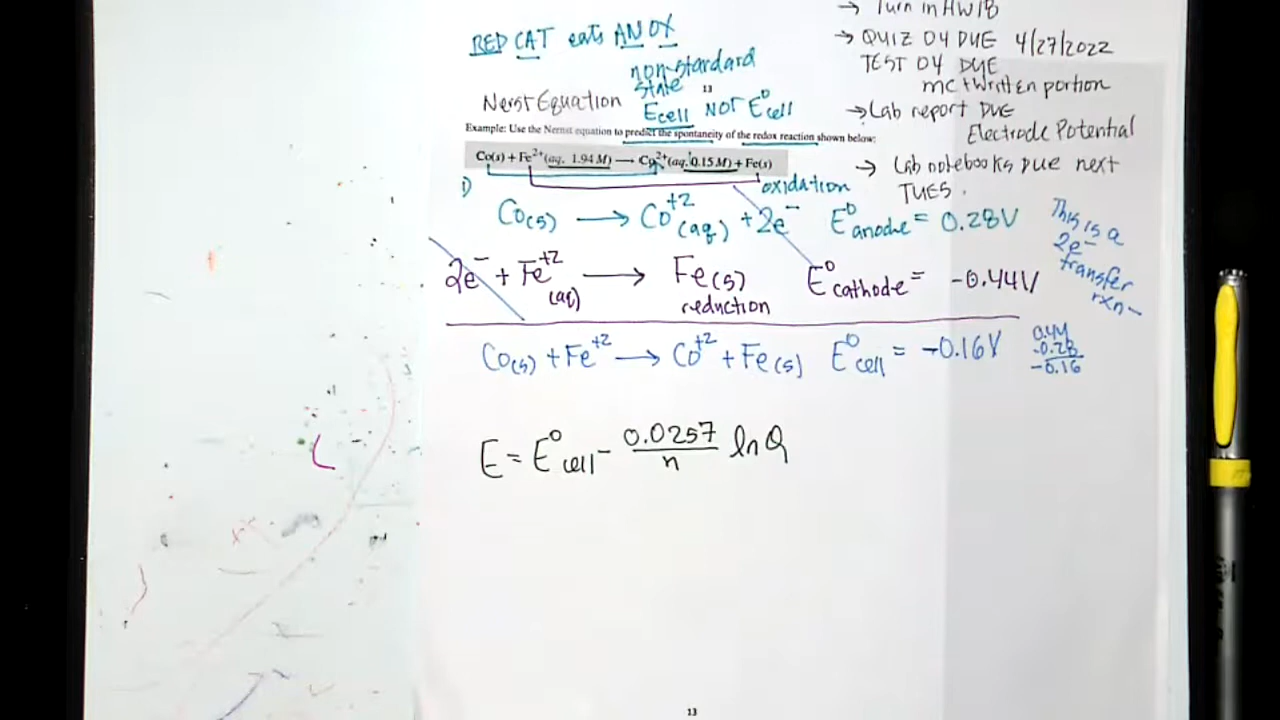 → Turn in HW18
→ QUIZ 04 DUE 4/27/2022
TEST 04 DUE
mc + written portion
→ Lab report DUE
Electrode Potential
→ Lab notebooks DUE next
TUES.
RED CAT eats AN OX
non-standard
state
13
Nerst Equation Ecell NOT E°cell
Example: Use the Nernst equation to predict the spontaneity of the redox reaction shown below:
Co(s) + Fe²⁺(aq, 1.94 M) → Co²⁺(aq, 0.15 M) + Fe(s)
1)
oxidation
Co(s) → Co⁺²(aq) + 2e⁻ E°anode = 0.28V
2e⁻ + Fe⁺²(aq) → Fe(s) E°cathode = -0.44V
reduction
This is a
2e⁻
transfer
rxn
Co(s) + Fe⁺² → Co⁺² + Fe(s) E°cell = -0.16V
0.44
-0.28
-0.16
E = E°cell - 0.0257/n ln Q
13